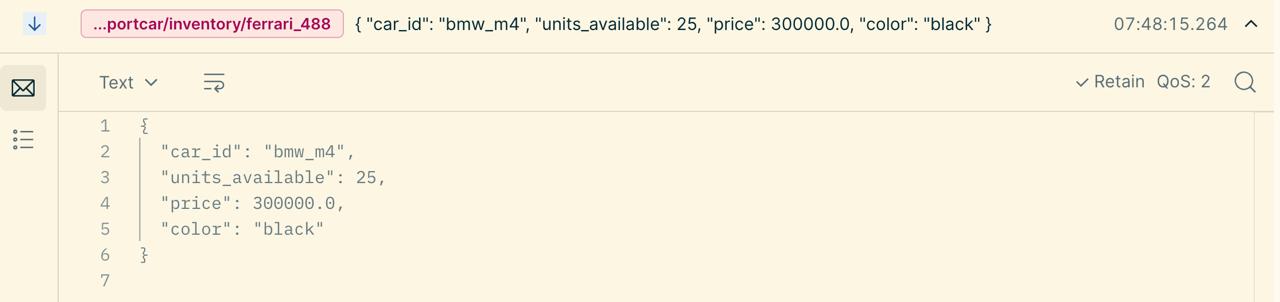 ...portcar/inventory/ferrari_488 { "car_id": "bmw_m4", "units_available": 25, "price": 300000.0, "color": "black" } 07:48:15.264
Text Retain QoS: 2
1 {
2 "car_id": "bmw_m4",
3 "units_available": 25,
4 "price": 300000.0,
5 "color": "black"
6 }
7